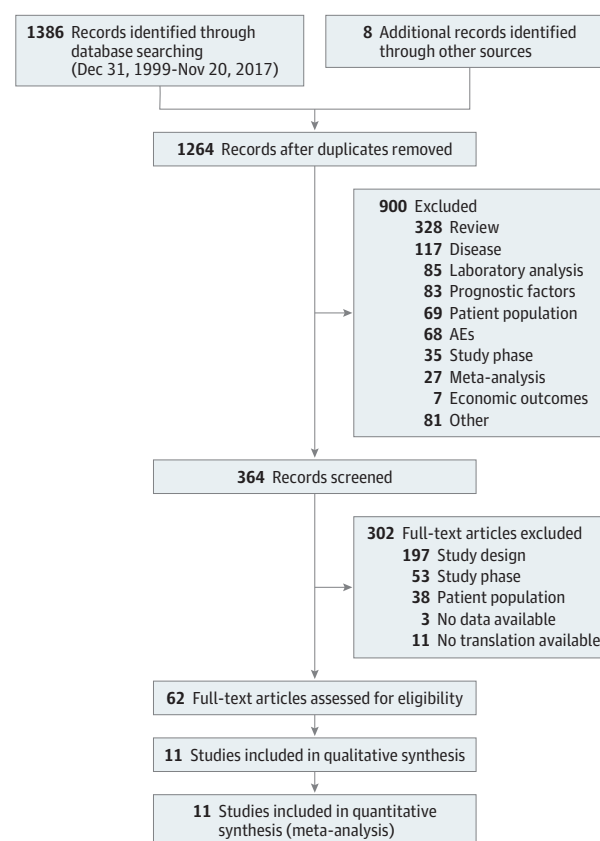 1386 Records identified through
database searching
(Dec 31, 1999-Nov 20, 2017)
8 Additional records identified
through other sources
1264 Records after duplicates removed
900 Excluded
328 Review
117 Disease
85 Laboratory analysis
83 Prognostic factors
69 Patient population
68 AEs
35 Study phase
27 Meta-analysis
7 Economic outcomes
81 Other
364 Records screened
302 Full-text articles excluded
197 Study design
53 Study phase
38 Patient population
3 No data available
11 No translation available
62 Full-text articles assessed for eligibility
11 Studies included in qualitative synthesis
11 Studies included in quantitative
synthesis (meta-analysis)